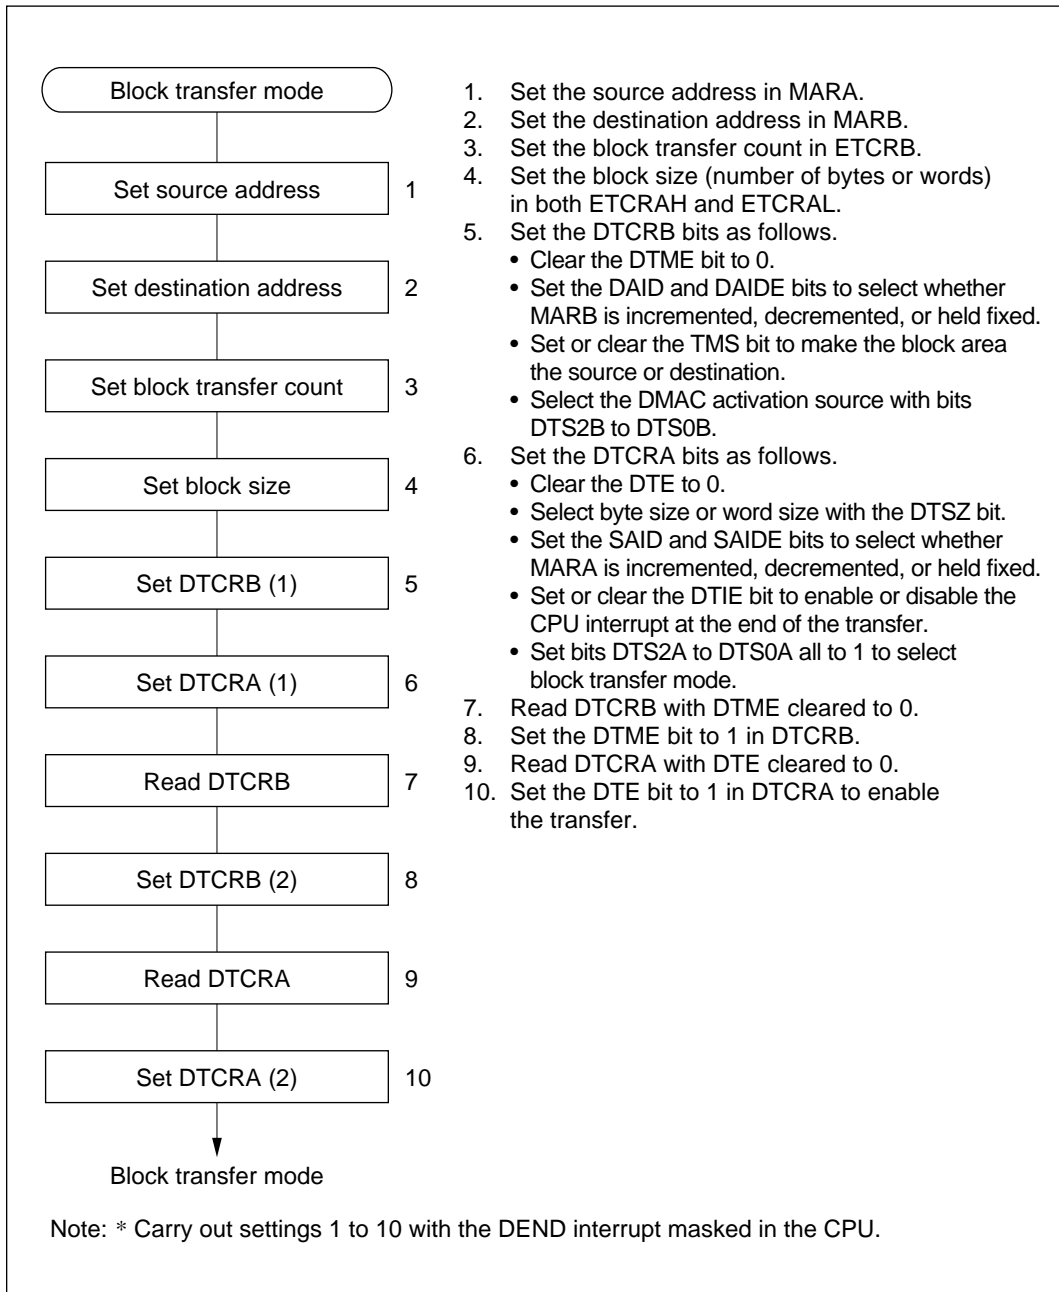 Block transfer mode
Set source address 1
Set destination address 2
Set block transfer count 3
Set block size 4
Set DTCRB (1) 5
Set DTCRA (1) 6
Read DTCRB 7
Set DTCRB (2) 8
Read DTCRA 9
Set DTCRA (2) 10
Block transfer mode
1. Set the source address in MARA.
2. Set the destination address in MARB.
3. Set the block transfer count in ETCRB.
4. Set the block size (number of bytes or words)
in both ETCRAH and ETCRAL.
5. Set the DTCRB bits as follows.
• Clear the DTME bit to 0.
• Set the DAID and DAIDE bits to select whether
MARB is incremented, decremented, or held fixed.
• Set or clear the TMS bit to make the block area
the source or destination.
• Select the DMAC activation source with bits
DTS2B to DTS0B.
6. Set the DTCRA bits as follows.
• Clear the DTE to 0.
• Select byte size or word size with the DTSZ bit.
• Set the SAID and SAIDE bits to select whether
MARA is incremented, decremented, or held fixed.
• Set or clear the DTIE bit to enable or disable the
CPU interrupt at the end of the transfer.
• Set bits DTS2A to DTS0A all to 1 to select
block transfer mode.
7. Read DTCRB with DTME cleared to 0.
8. Set the DTME bit to 1 in DTCRB.
9. Read DTCRA with DTE cleared to 0.
10. Set the DTE bit to 1 in DTCRA to enable
the transfer.
Note: * Carry out settings 1 to 10 with the DEND interrupt masked in the CPU.